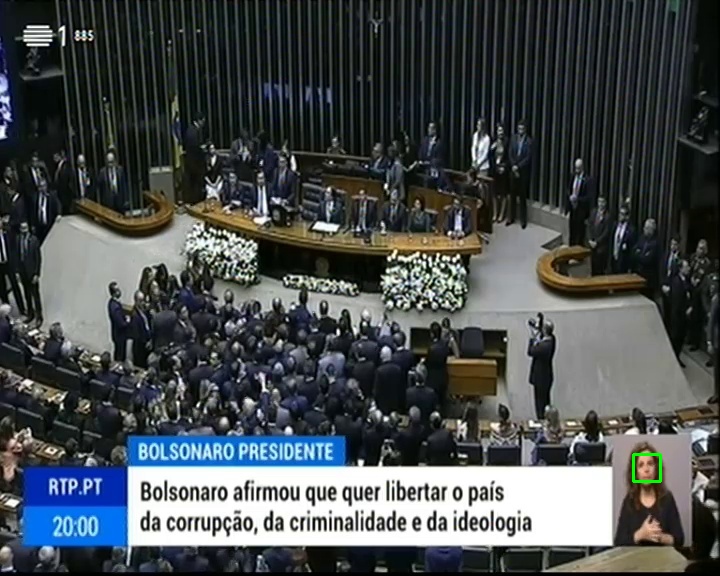 1 885
BOLSONARO PRESIDENTE
RTP.PT
Bolsonaro afirmou que quer libertar o país
da corrupção, da criminalidade e da ideologia
20:00